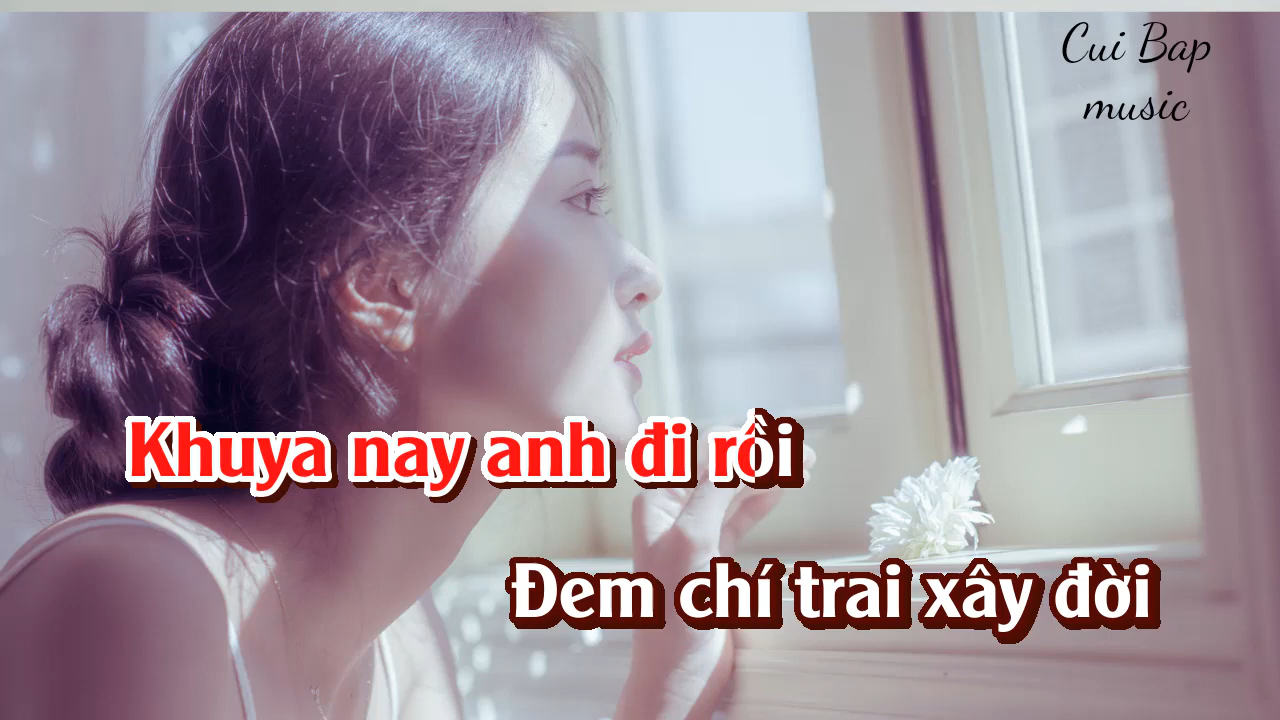 Cui Bap
music
Khuya nay anh đi rồi
Đem chí trai xây đời